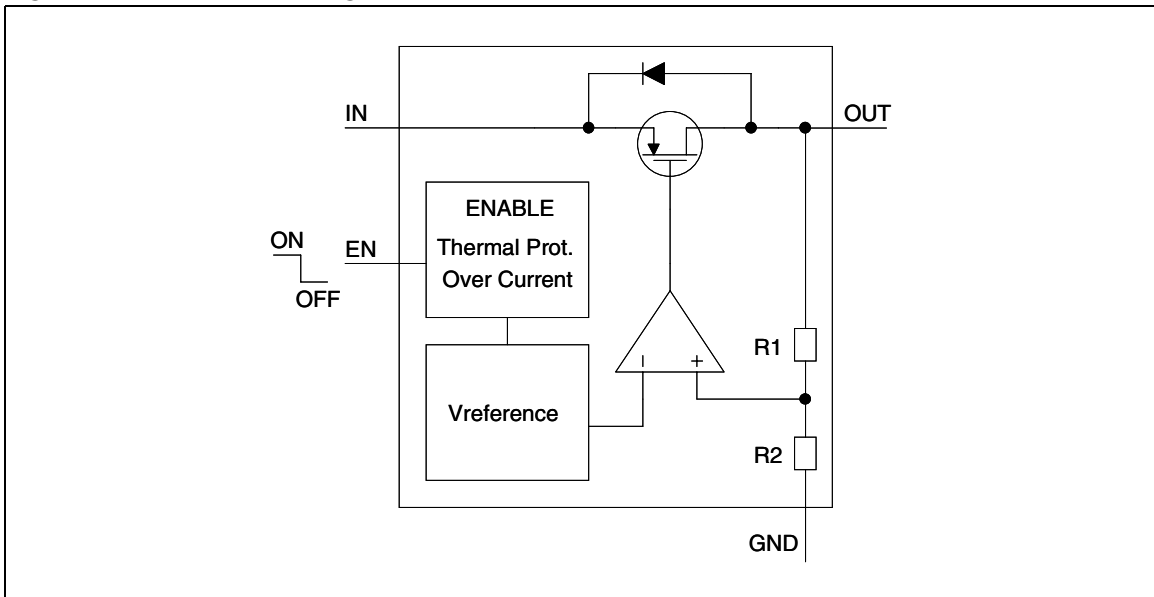 IN
OUT
ENABLE
Thermal Prot.
Over Current
ON
OFF
EN
Vreference
+
R1
R2
GND